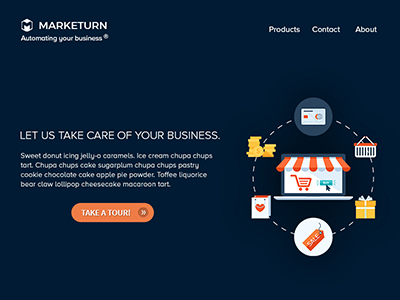 MARKETURN
Automating your business ®
Products Contact About
LET US TAKE CARE OF YOUR BUSINESS.
Sweet donut icing jelly-o caramels. Ice cream chupa chups
tart. Chupa chups cake sugarplum chupa chups pastry
cookie chocolate cake apple pie powder. Toffee liquorice
bear claw lollipop cheesecake macaroon tart.
TAKE A TOUR!
SALE